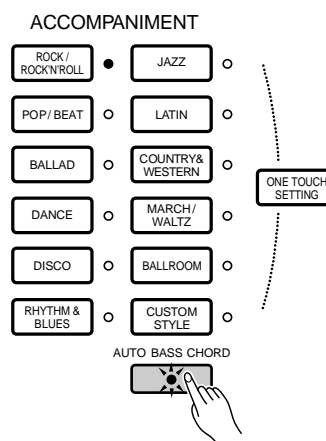 ACCOMPANIMENT
ROCK /
ROCK'N'ROLL
JAZZ
POP / BEAT
LATIN
BALLAD
COUNTRY&
WESTERN
ONE TOUCH
SETTING
DANCE
MARCH /
WALTZ
DISCO
BALLROOM
RHYTHM &
BLUES
CUSTOM
STYLE
AUTO BASS CHORD